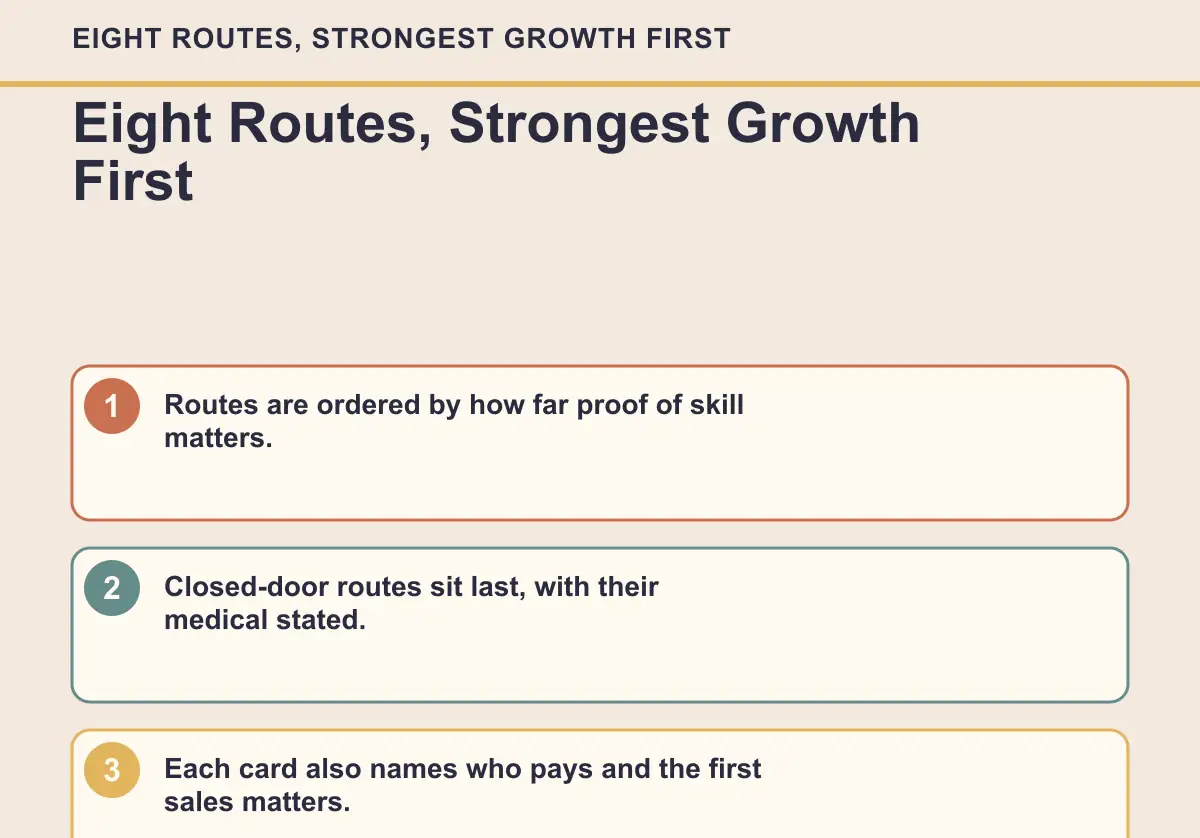 EIGHT ROUTES, STRONGEST GROWTH FIRST
Eight Routes, Strongest Growth
First
1
Routes are ordered by how far proof of skill
matters.
2
Closed-door routes sit last, with their
medical stated.
3
Each card also names who pays and the first
sales matters.